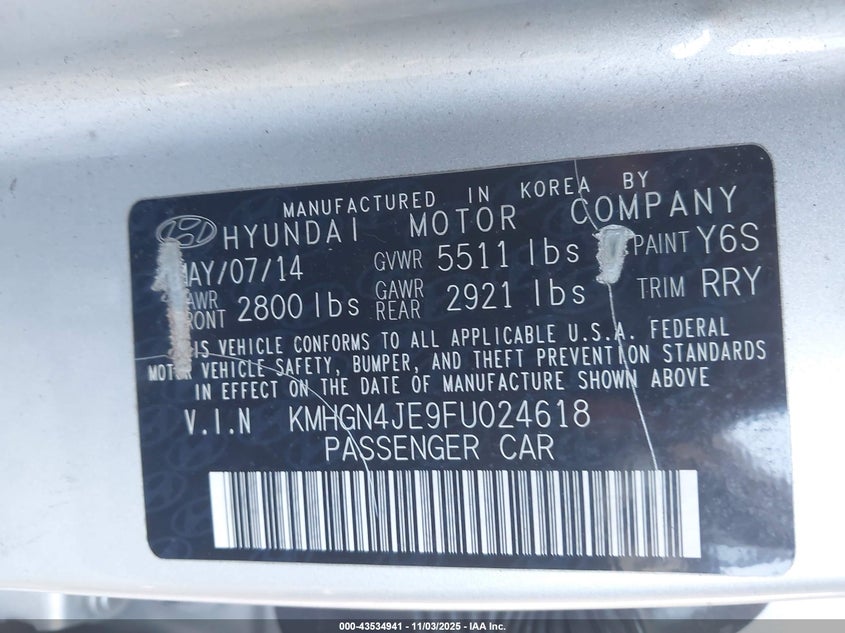 MANUFACTURED IN KOREA BY
HYUNDAI MOTOR COMPANY
MAY/07/14 GVWR 5511 lbs PAINT Y6S
GAWR FRONT 2800 lbs GAWR REAR 2921 lbs TRIM RRY
THIS VEHICLE CONFORMS TO ALL APPLICABLE U.S.A. FEDERAL
MOTOR VEHICLE SAFETY, BUMPER, AND THEFT PREVENTION STANDARDS
IN EFFECT ON THE DATE OF MANUFACTURE SHOWN ABOVE
V.I.N KMHGN4JE9FU024618
PASSENGER CAR
000-43534941 - 11/03/2025 - IAA Inc.